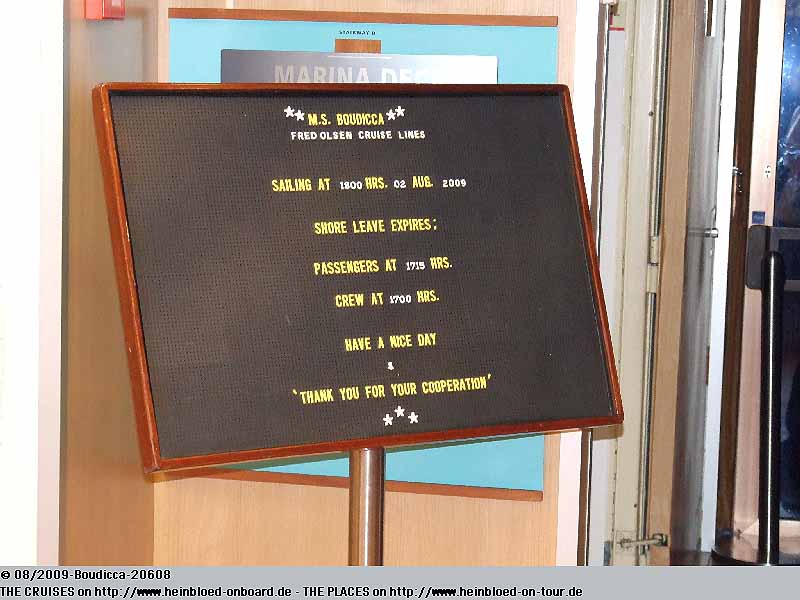 STAIRWAY B
MARINA DEC
**M.S. BOUDICCA**
FRED OLSEN CRUISE LINES
SAILING AT 1800 HRS. 02 AUG. 2009
SHORE LEAVE EXPIRES:
PASSENGERS AT 1715 HRS.
CREW AT 1700 HRS.
HAVE A NICE DAY
&
'THANK YOU FOR YOUR COOPERATION'
***
© 08/2009-Boudicca-20608
THE CRUISES on http://www.heinbloed-onboard.de - THE PLACES on http://www.heinbloed-on-tour.de